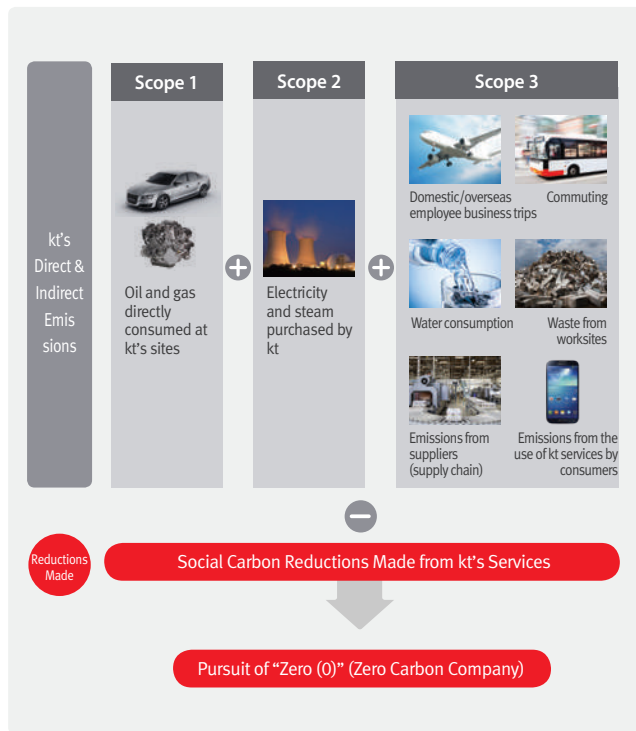 kt's
Direct &
Indirect
Emis
sions
Scope 1
Oil and gas
directly
consumed at
kt's sites
+
Scope 2
Electricity
and steam
purchased by
kt
+
Scope 3
Domestic/overseas
employee business trips
Commuting
Water consumption
Waste from
worksites
Emissions from
suppliers
(supply chain)
Emissions from the
use of kt services by
consumers
−
Reductions
Made
Social Carbon Reductions Made from kt's Services
Pursuit of “Zero (0)” (Zero Carbon Company)